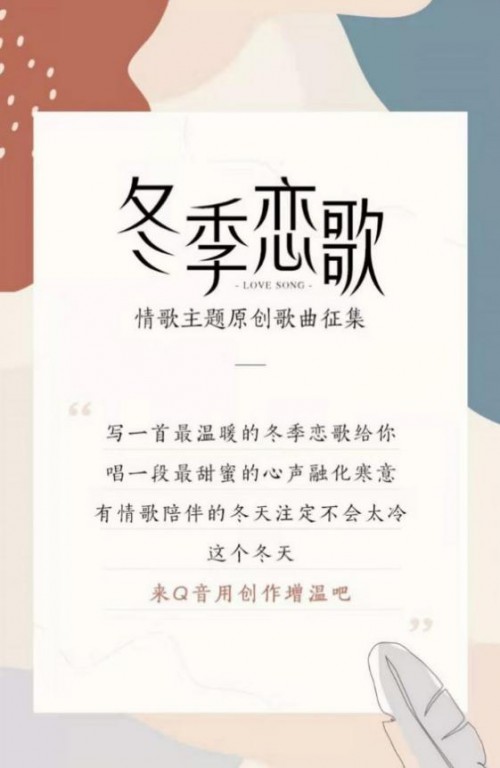 冬季恋歌
- LOVE SONG -
情歌主题原创歌曲征集
“
写一首最温暖的冬季恋歌给你
唱一段最甜蜜的心声融化寒意
有情歌陪伴的冬天注定不会太冷
这个冬天
来Q音用创作增温吧
”